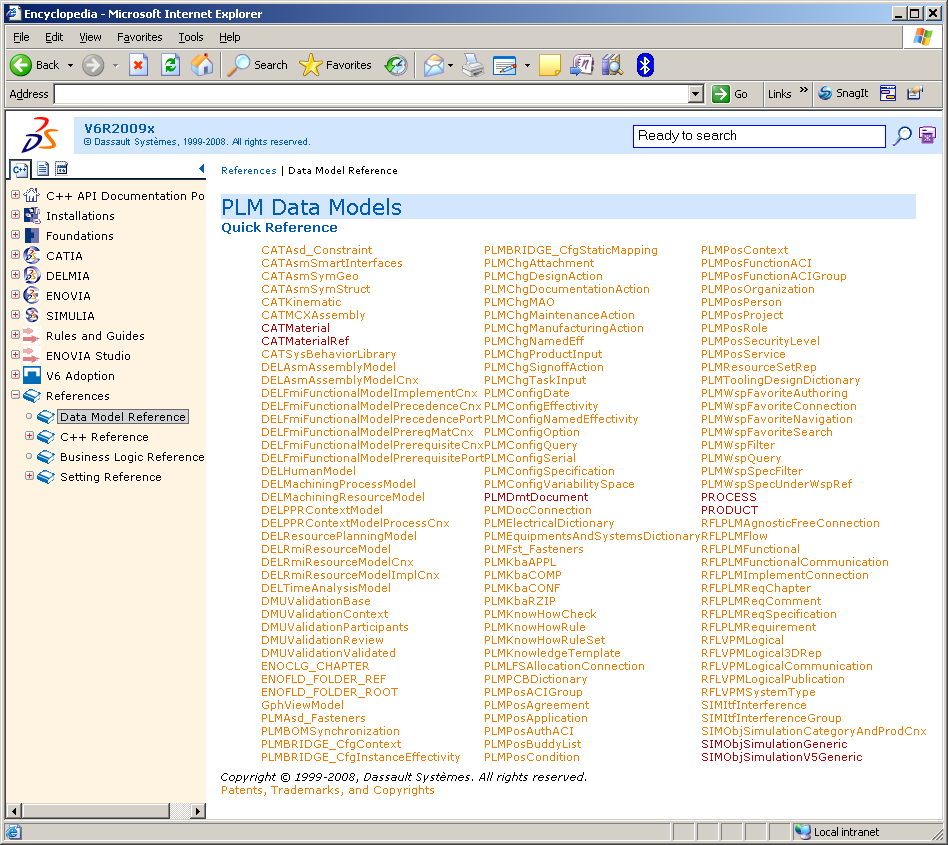 Encyclopedia - Microsoft Internet Explorer
File Edit View Favorites Tools Help
Back Search Favorites
Address Go Links » SnagIt
V6R2009x
© Dassault Systèmes, 1999-2008. All rights reserved.
Ready to search
C++
C++ API Documentation Po
Installations
Foundations
CATIA
DELMIA
ENOVIA
SIMULIA
Rules and Guides
ENOVIA Studio
V6 Adoption
References
Data Model Reference
C++ Reference
Business Logic Reference
Setting Reference
References | Data Model Reference
PLM Data Models
Quick Reference
CATAsd_Constraint
CATAsmSmartInterfaces
CATAsmSymGeo
CATAsmSymStruct
CATKinematic
CATMCXAssembly
CATMaterial
CATMaterialRef
CATSysBehaviorLibrary
DELAsmAssemblyModel
DELAsmAssemblyModelCnx
DELFmiFunctionalModelImplementCnx
DELFmiFunctionalModelPrecedenceCnx
DELFmiFunctionalModelPrecedencePort
DELFmiFunctionalModelPrereqMatCnx
DELFmiFunctionalModelPrerequisiteCnx
DELFmiFunctionalModelPrerequisitePort
DELHumanModel
DELMachiningProcessModel
DELMachiningResourceModel
DELPPRContextModel
DELPPRContextModelProcessCnx
DELResourcePlanningModel
DELRmiResourceModel
DELRmiResourceModelCnx
DELRmiResourceModelImplCnx
DELTimeAnalysisModel
DMUValidationBase
DMUValidationContext
DMUValidationParticipants
DMUValidationReview
DMUValidationValidated
ENOCLG_CHAPTER
ENOFLD_FOLDER_REF
ENOFLD_FOLDER_ROOT
GphViewModel
PLMAsd_Fasteners
PLMBOMSynchronization
PLMBRIDGE_CfgContext
PLMBRIDGE_CfgInstanceEffectivity
PLMBRIDGE_CfgStaticMapping
PLMChgAttachment
PLMChgDesignAction
PLMChgDocumentationAction
PLMChgMAO
PLMChgMaintenanceAction
PLMChgManufacturingAction
PLMChgNamedEff
PLMChgProductInput
PLMChgSignoffAction
PLMChgTaskInput
PLMConfigDate
PLMConfigEffectivity
PLMConfigNamedEffectivity
PLMConfigOption
PLMConfigQuery
PLMConfigSerial
PLMConfigSpecification
PLMConfigVariabilitySpace
PLMDmtDocument
PLMDocConnection
PLMElectricalDictionary
PLMEquipmentsAndSystemsDictionary
PLMFst_Fasteners
PLMKbaAPPL
PLMKbaCOMP
PLMKbaCONF
PLMKbaRZIP
PLMKnowHowCheck
PLMKnowHowRule
PLMKnowHowRuleSet
PLMKnowledgeTemplate
PLMLFSAllocationConnection
PLMPCBDictionary
PLMPosACIGroup
PLMPosAgreement
PLMPosApplication
PLMPosAuthACI
PLMPosBuddyList
PLMPosCondition
PLMPosContext
PLMPosFunctionACI
PLMPosFunctionACIGroup
PLMPosOrganization
PLMPosPerson
PLMPosProject
PLMPosRole
PLMPosSecurityLevel
PLMPosService
PLMResourceSetRep
PLMToolingDesignDictionary
PLMWspFavoriteAuthoring
PLMWspFavoriteConnection
PLMWspFavoriteNavigation
PLMWspFavoriteSearch
PLMWspFilter
PLMWspQuery
PLMWspSpecFilter
PLMWspSpecUnderWspRef
PROCESS
PRODUCT
RFLPLMAgnosticFreeConnection
RFLPLMFlow
RFLPLMFunctional
RFLPLMFunctionalCommunication
RFLPLMImplementConnection
RFLPLMReqChapter
RFLPLMReqComment
RFLPLMReqSpecification
RFLPLMRequirement
RFLVPMLogical
RFLVPMLogical3DRep
RFLVPMLogicalCommunication
RFLVPMLogicalPublication
RFLVPMSystemType
SIMItfInterference
SIMItfInterferenceGroup
SIMObjSimulationCategoryAndProdCnx
SIMObjSimulationGeneric
SIMObjSimulationV5Generic
Copyright © 1999-2008, Dassault Systèmes. All rights reserved.
Patents, Trademarks, and Copyrights
Local intranet